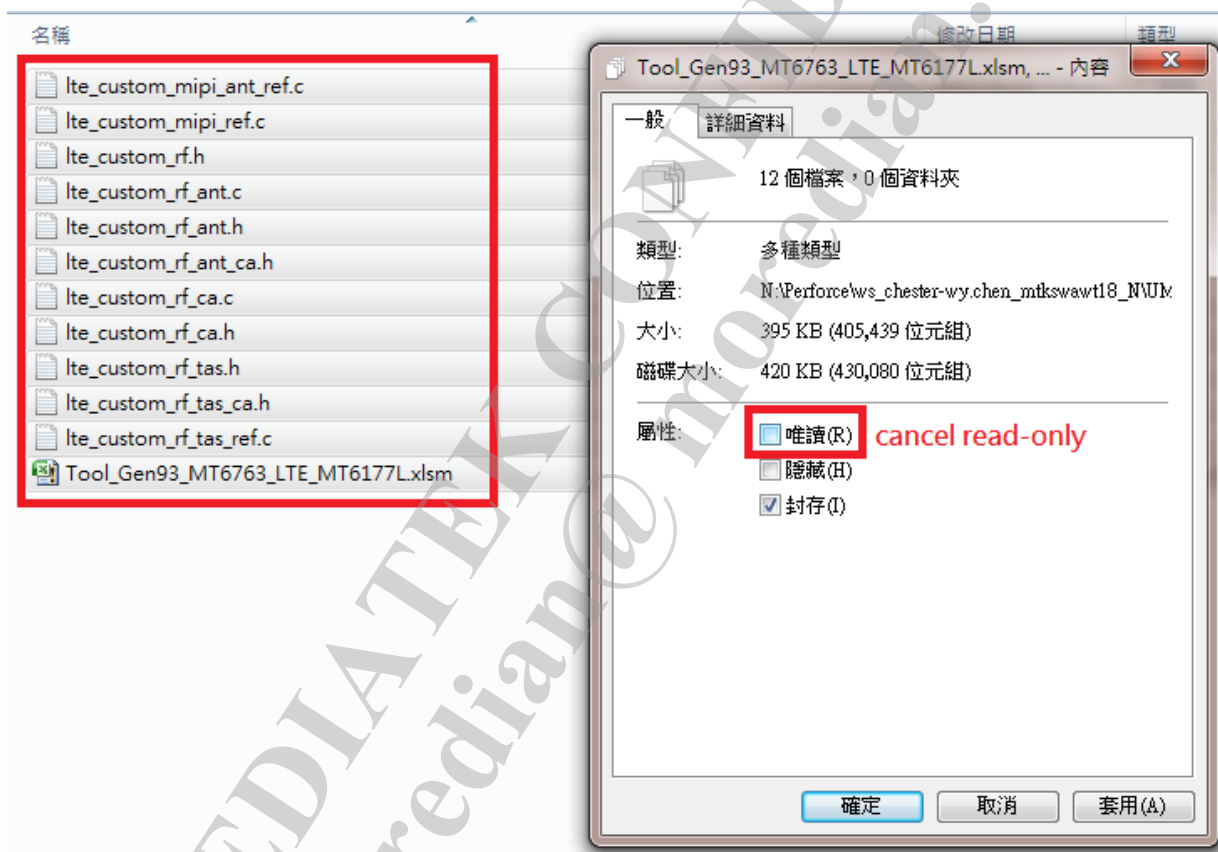 名稱
修改日期
類型
lte_custom_mipi_ant_ref.c
lte_custom_mipi_ref.c
lte_custom_rf.h
lte_custom_rf_ant.c
lte_custom_rf_ant.h
lte_custom_rf_ant_ca.h
lte_custom_rf_ca.c
lte_custom_rf_ca.h
lte_custom_rf_tas.h
lte_custom_rf_tas_ca.h
lte_custom_rf_tas_ref.c
Tool_Gen93_MT6763_LTE_MT6177L.xlsm
Tool_Gen93_MT6763_LTE_MT6177L.xlsm, ... - 內容
一般
詳細資料
12 個檔案，0 個資料夾
類型: 多種類型
位置: N:\Perforce\ws_chester-wy.chen_mtkswawt18_N\UM
大小: 395 KB (405,439 位元組)
磁碟大小: 420 KB (430,080 位元組)
屬性: 唯讀(R) cancel read-only
隱藏(H)
封存(I)
確定
取消
套用(A)
EDIATEK CONF
redian@moredian.